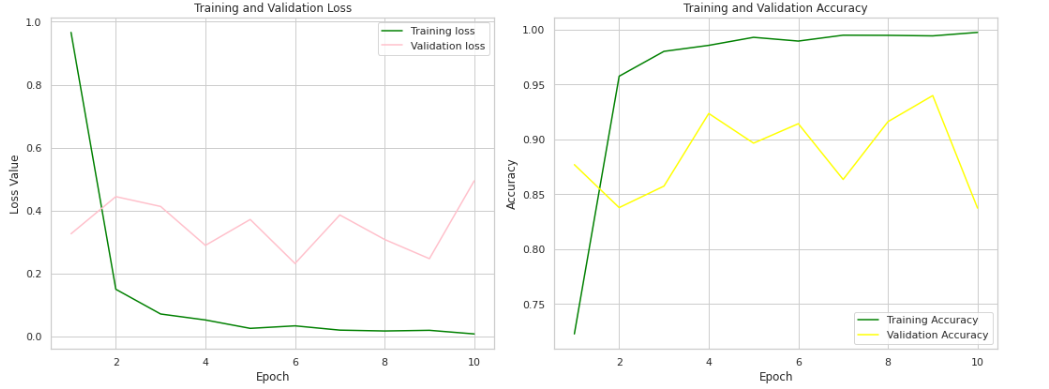 Training and Validation Loss
1.0
0.8
0.6
0.4
0.2
0.0
Loss Value
Training loss
Validation loss
2
4
6
8
10
Epoch
Training and Validation Accuracy
1.00
0.95
0.90
0.85
0.80
0.75
Accuracy
Training Accuracy
Validation Accuracy
2
4
6
8
10
Epoch